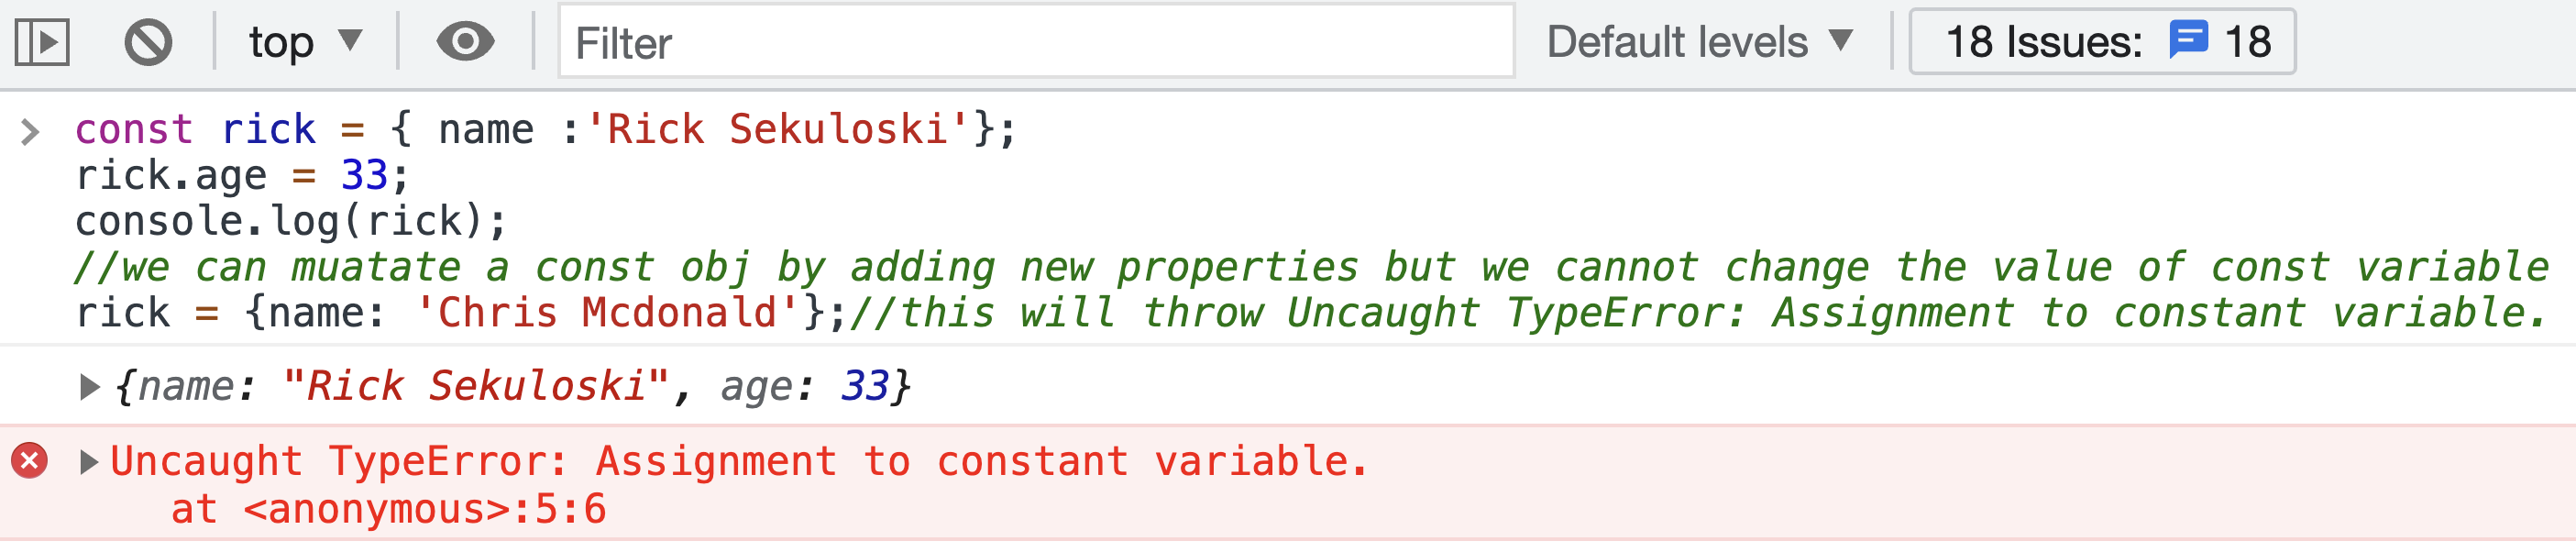 top ▼ Filter Default levels ▼ 18 Issues: 18
> const rick = { name :'Rick Sekuloski'};
rick.age = 33;
console.log(rick);
//we can muatate a const obj by adding new properties but we cannot change the value of const variable
rick = {name: 'Chris Mcdonald'};//this will throw Uncaught TypeError: Assignment to constant variable.
▶ {name: "Rick Sekuloski", age: 33}
▶ Uncaught TypeError: Assignment to constant variable.
at <anonymous>:5:6